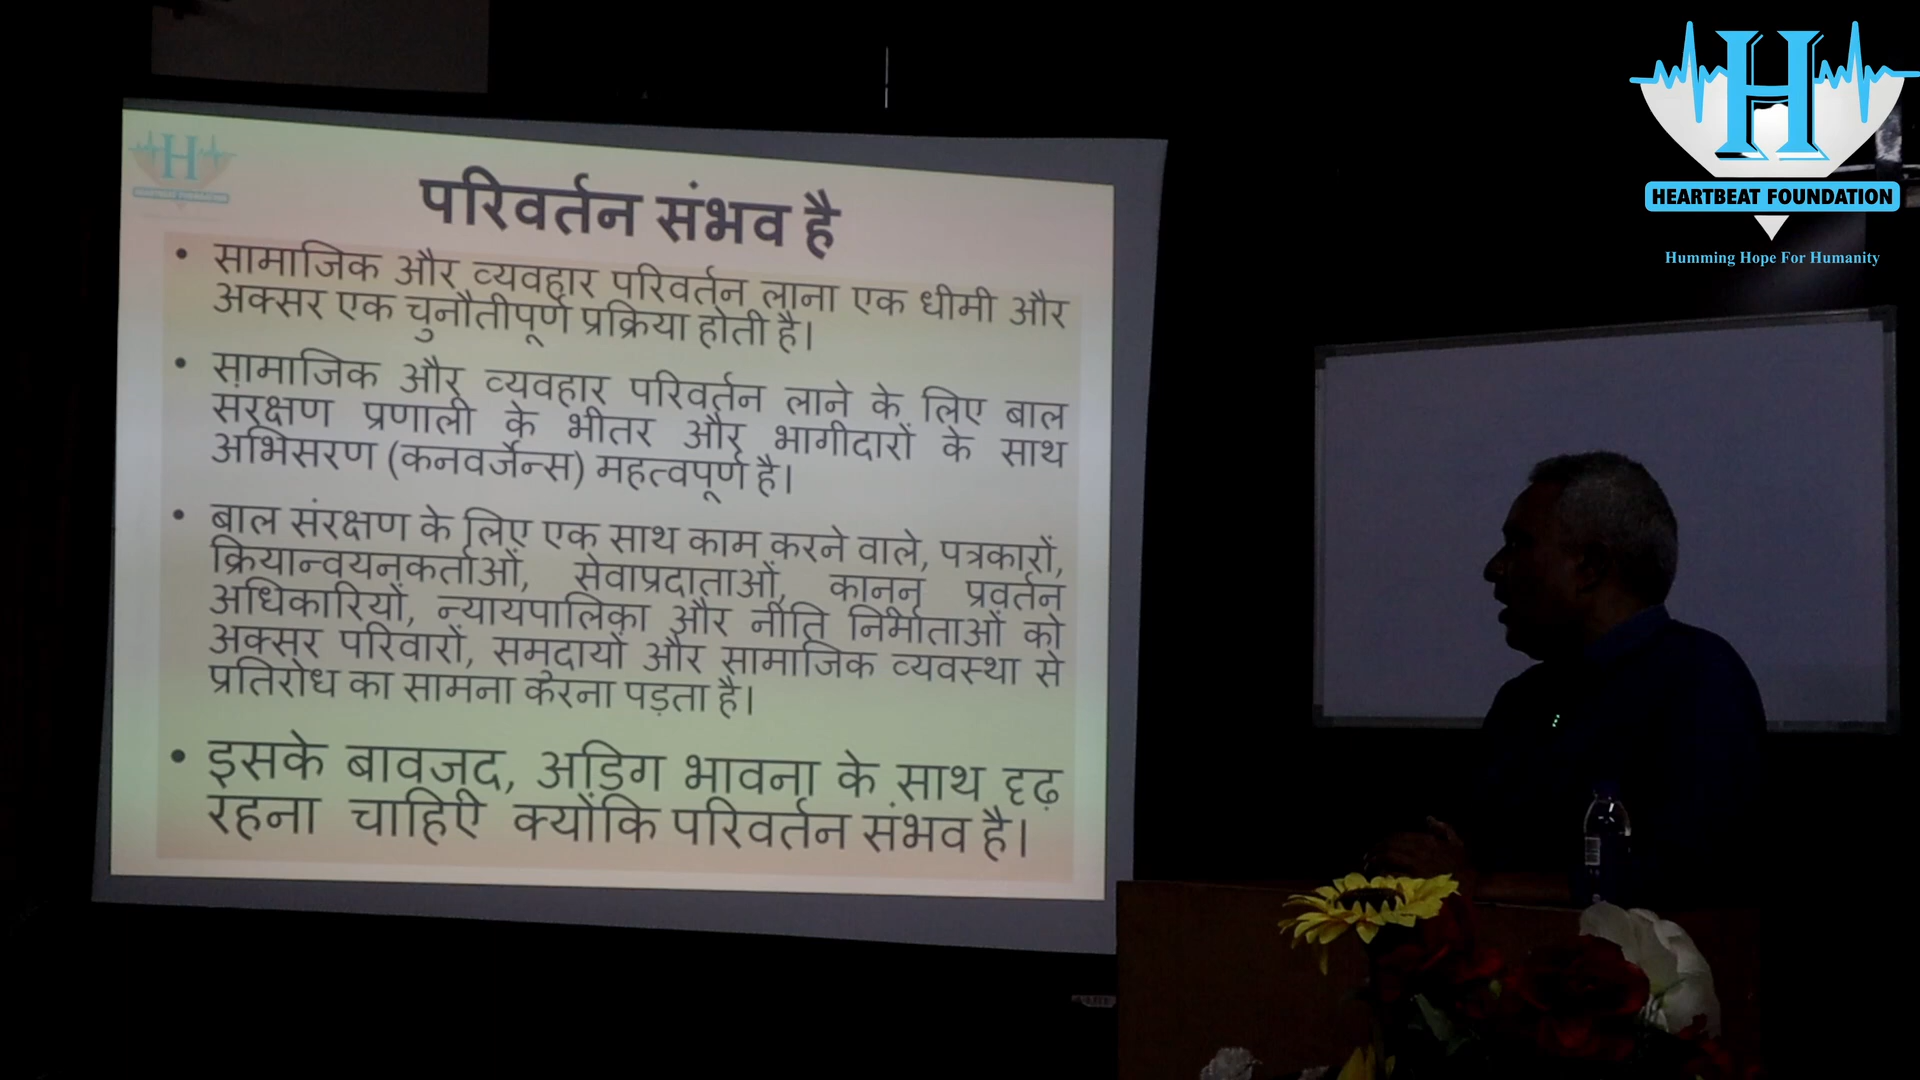 परिवर्तन संभव है
• सामाजिक और व्यवहार परिवर्तन लाना एक धीमी और
अक्सर एक चुनौतीपूर्ण प्रक्रिया होती है।
• सामाजिक और व्यवहार परिवर्तन लाने के लिए बाल
संरक्षण प्रणाली के भीतर और भागीदारों के साथ
अभिसरण (कनवर्जेन्स) महत्वपूर्ण है।
• बाल संरक्षण के लिए एक साथ काम करने वाले, पत्रकारों,
क्रियान्वयनकर्ताओं, सेवाप्रदाताओं, कानून प्रवर्तन
अधिकारियों, न्यायपालिका और नीति निर्माताओं को
अक्सर परिवारों, समुदायों और सामाजिक व्यवस्था से
प्रतिरोध का सामना करना पड़ता है।
• इसके बावजूद, अडिग भावना के साथ दृढ़
रहना चाहिए क्योंकि परिवर्तन संभव है।
H
HEARTBEAT FOUNDATION
H
HEARTBEAT FOUNDATION
Humming Hope For Humanity